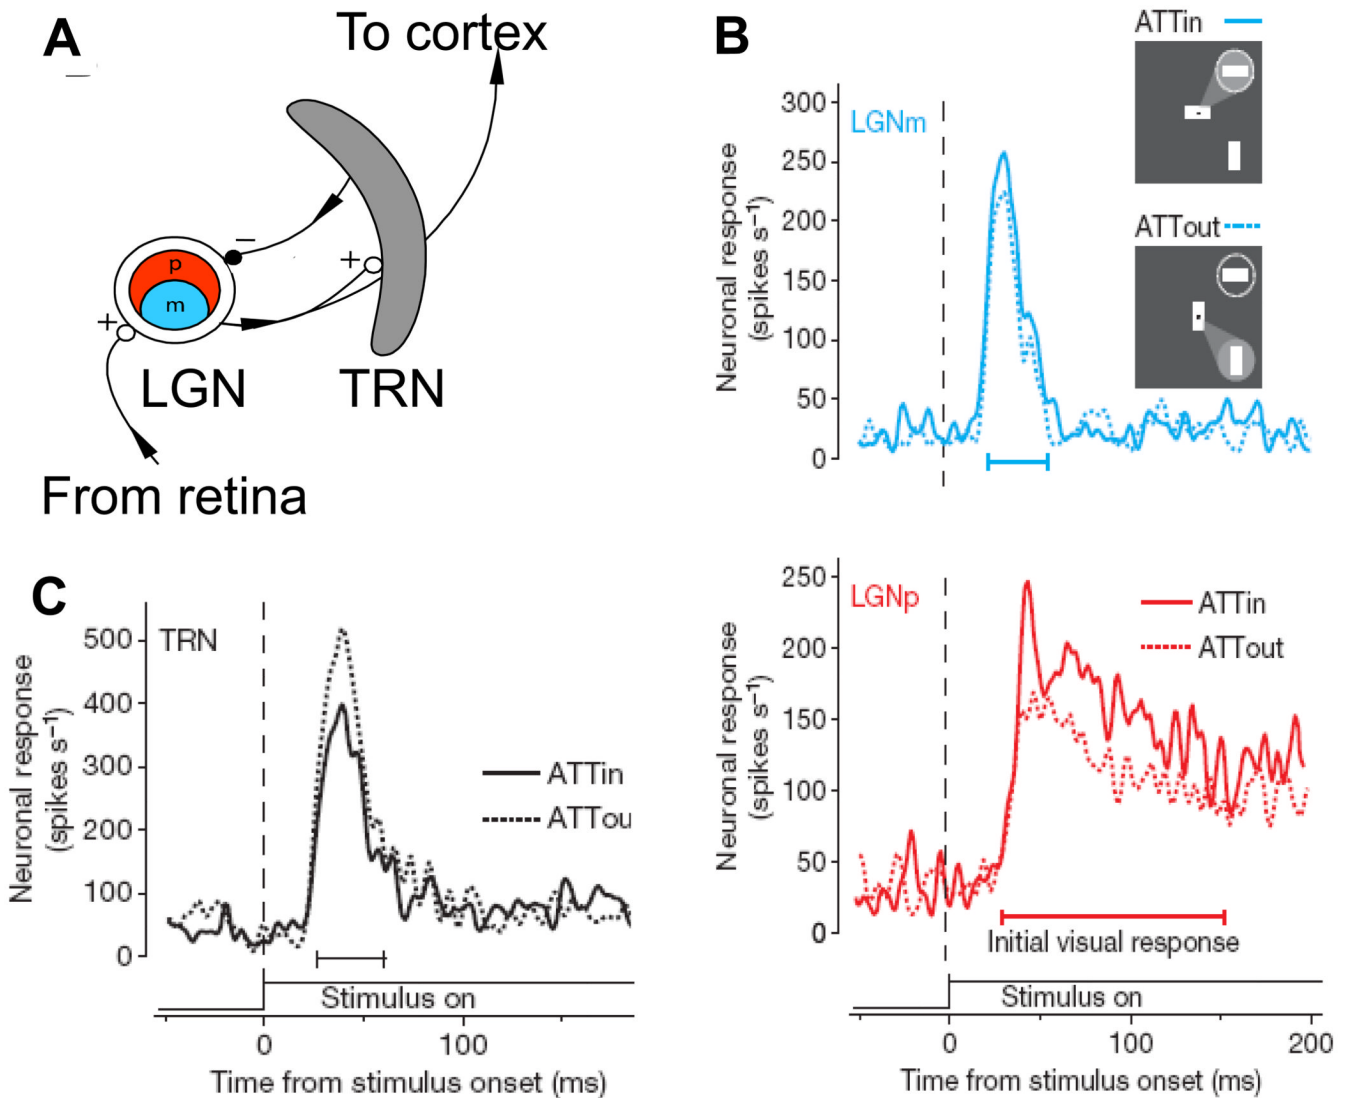 A
To cortex
p
m
−
+
+
LGN
TRN
From retina
B
ATTin
ATTout
LGNm
300
250
200
150
100
50
0
Neuronal response
(spikes s⁻¹)
LGNp
ATTin
ATTout
250
200
150
100
50
0
Neuronal response
(spikes s⁻¹)
Initial visual response
Stimulus on
0 100 200
Time from stimulus onset (ms)
C
TRN
500
400
300
200
100
0
Neuronal response
(spikes s⁻¹)
ATTin
ATTou
Stimulus on
0 100
Time from stimulus onset (ms)